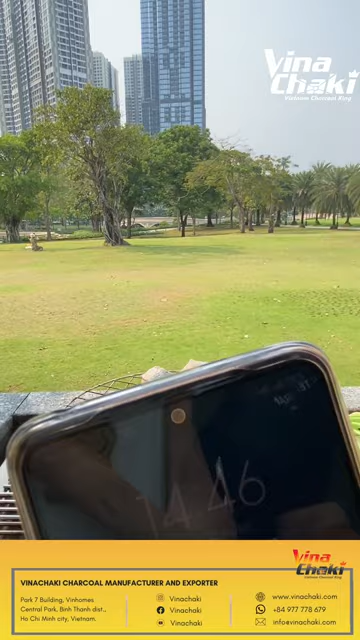 Vina
Chaki
Vietnam Charcoal King
14 46
Vina
Chaki
Vietnam Charcoal King
VINACHAKI CHARCOAL MANUFACTURER AND EXPORTER
Park 7 Building, Vinhomes
Central Park, Binh Thanh dist.,
Ho Chi Minh city, Vietnam.
Vinachaki
Vinachaki
Vinachaki
www.vinachaki.com
+84 977 778 679
info@vinachaki.com